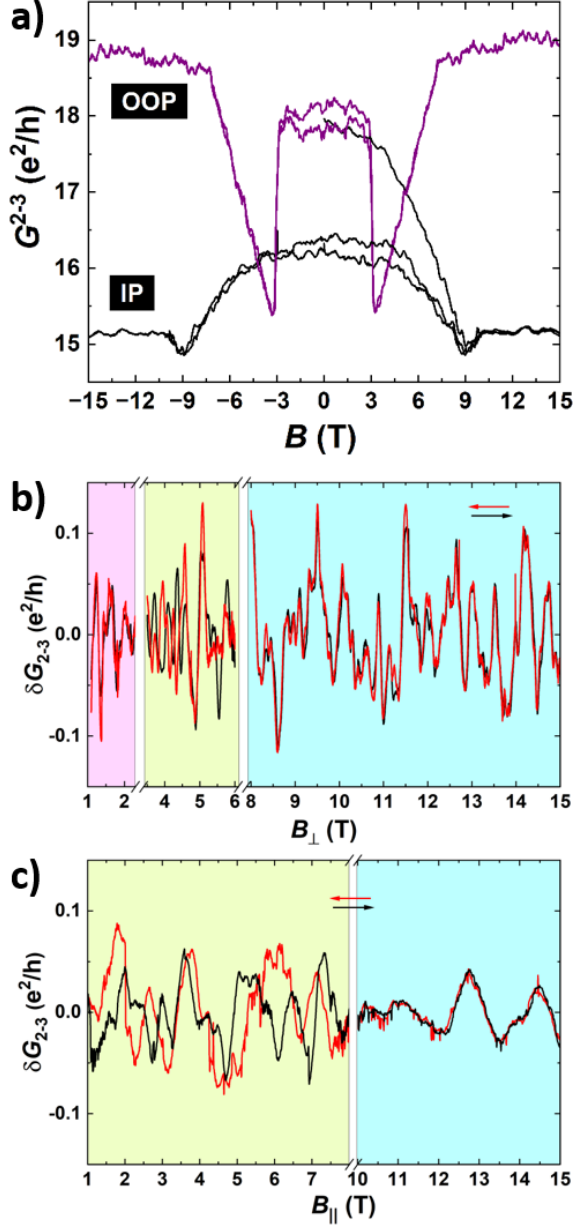 a)
19
18
17
16
15
G²⁻³ (e²/h)
OOP
IP
−15 −12 −9 −6 −3 0 3 6 9 12 15
B (T)
b)
0.1
0.0
-0.1
δG₂₋₃ (e²/h)
1 2 4 5 6 8 9 10 11 12 13 14 15
B⊥ (T)
c)
0.1
0.0
-0.1
δG₂₋₃ (e²/h)
1 2 3 4 5 6 7 10 11 12 13 14 15
B|| (T)